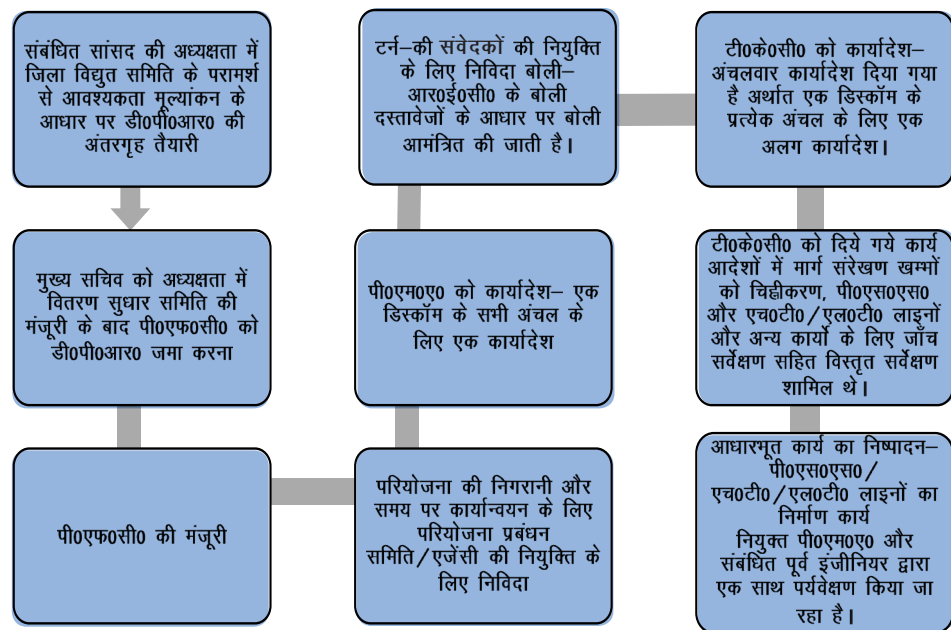 संबंधित सांसद की अध्यक्षता में
जिला विद्युत समिति के परामर्श
से आवश्यकता मूल्यांकन के
आधार पर डी0पी0आर0 की
अंतरगृह तैयारी
मुख्य सचिव को अध्यक्षता में
वितरण सुधार समिति की
मंजूरी के बाद पी0एफ0सी0 को
डी0पी0आर0 जमा करना
पी0एफ0सी0 की मंजूरी
परियोजना की निगरानी और
समय पर कार्यान्वयन के लिए
परियोजना प्रबंधन
समिति/एजेंसी की नियुक्ति के
लिए निविदा
पी0एम0ए0 को कार्यादेश– एक
डिस्कॉम के सभी अंचल के
लिए एक कार्यादेश
टर्न–की संवेदकों की नियुक्ति
के लिए निविदा बोली–
आर0ई0सी0 के बोली
दस्तावेजों के आधार पर बोली
आमंत्रित की जाती है।
टी0के0सी0 को कार्यादेश–
अंचलवार कार्यादेश दिया गया
है अर्थात एक डिस्कॉम के
प्रत्येक अंचल के लिए एक
अलग कार्यादेश।
टी0के0सी0 को दिये गये कार्य
आदेशों में मार्ग संरेखण खम्भों
को चिह्नीकरण, पी0एस0एस0
और एच0टी0/एल0टी0 लाइनों
और अन्य कार्यो के लिए जाँच
सर्वेक्षण सहित विस्तृत सर्वेक्षण
शामिल थे।
आधारभूत कार्य का निष्पादन–
पी0एस0एस0/
एच0टी0/एल0टी0 लाइनों का
निर्माण कार्य
नियुक्त पी0एम0ए0 और
संबंधित पूर्व इंजीनियर द्वारा
एक साथ पर्यवेक्षण किया जा
रहा है।